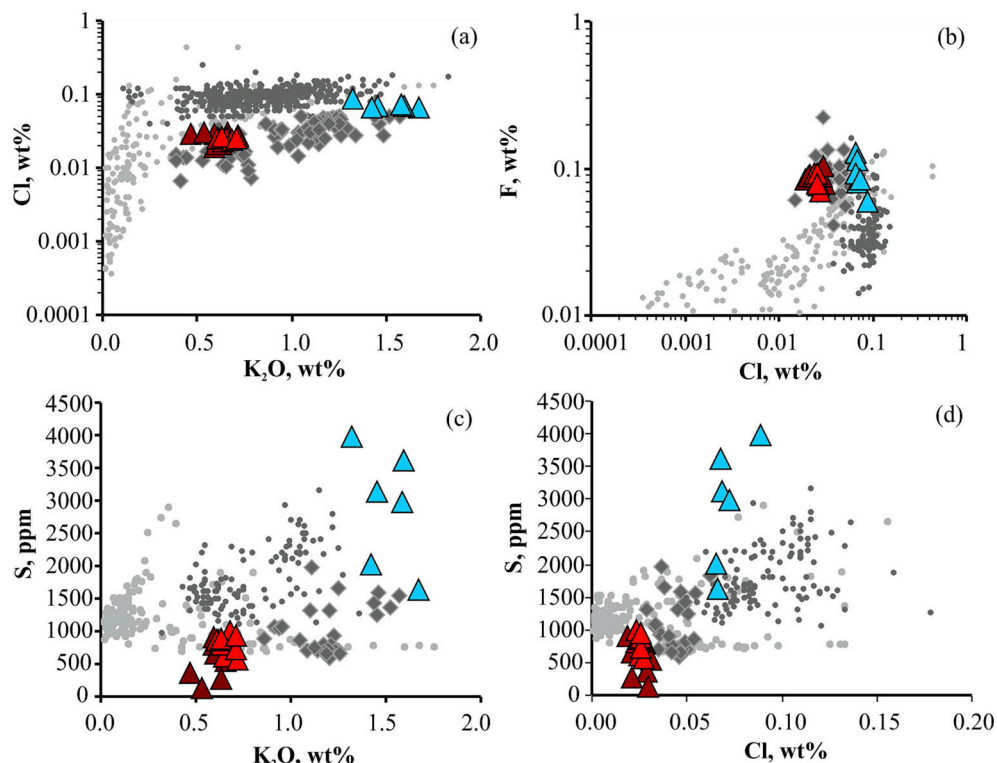 (a)
1
0.1
0.01
0.001
0.0001
Cl, wt%
0.0 0.5 1.0 1.5 2.0
K₂O, wt%
(b)
1
0.1
0.01
F, wt%
0.0001 0.001 0.01 0.1 1
Cl, wt%
(c)
4500
4000
3500
3000
2500
2000
1500
1000
500
0
S, ppm
0.0 0.5 1.0 1.5 2.0
K₂O, wt%
(d)
4500
4000
3500
3000
2500
2000
1500
1000
500
0
S, ppm
0.00 0.05 0.10 0.15 0.20
Cl, wt%